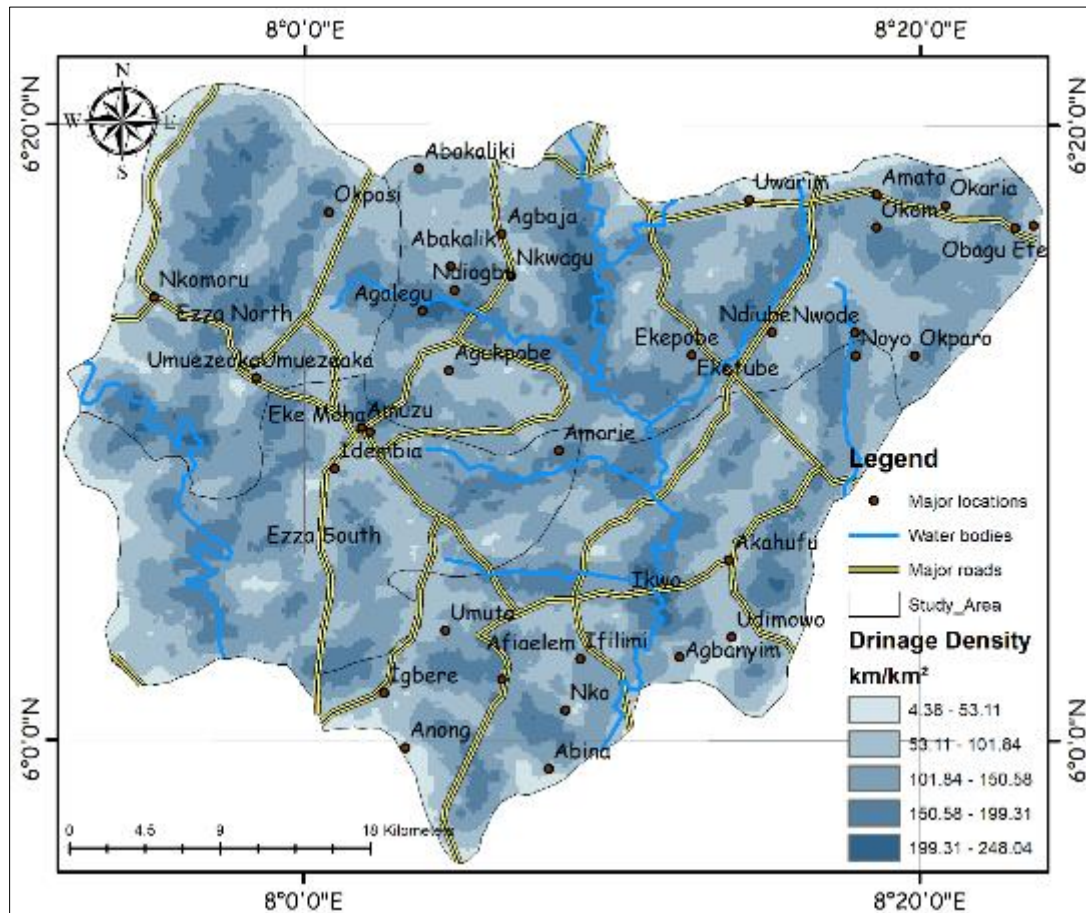 8°0'0"E
8°20'0"E
6°20'0"N
6°20'0"N
N
W
E
S
Abakaliki
Okposi
Uwarim
Amata
Okaria
Agbaja
Okom
Obagu Efe
Abakaliki
Ndiagbu
Nkwagu
Nkomoru
Agalegu
Ezza North
Ndiube
Nwode
Ekepobe
Noyo
Okparo
Umuezeoka
Umuezeaka
Agukpobe
Eketube
Eke Moha
Amuzu
Amorie
Idembia
Ezza South
Akahufu
Ikwo
Umuto
Udimowo
Afiaelem
Ifilimi
Agbanyim
Igbere
Nko
Anong
Abina
Legend
Major locations
Water bodies
Major roads
Study_Area
Drinage Density
km/km²
4.38 - 53.11
53.11 - 101.84
101.84 - 150.58
150.58 - 199.31
199.31 - 248.04
6°0'0"N
6°0'0"N
0 4.5 9 18 Kilometers
8°0'0"E
8°20'0"E